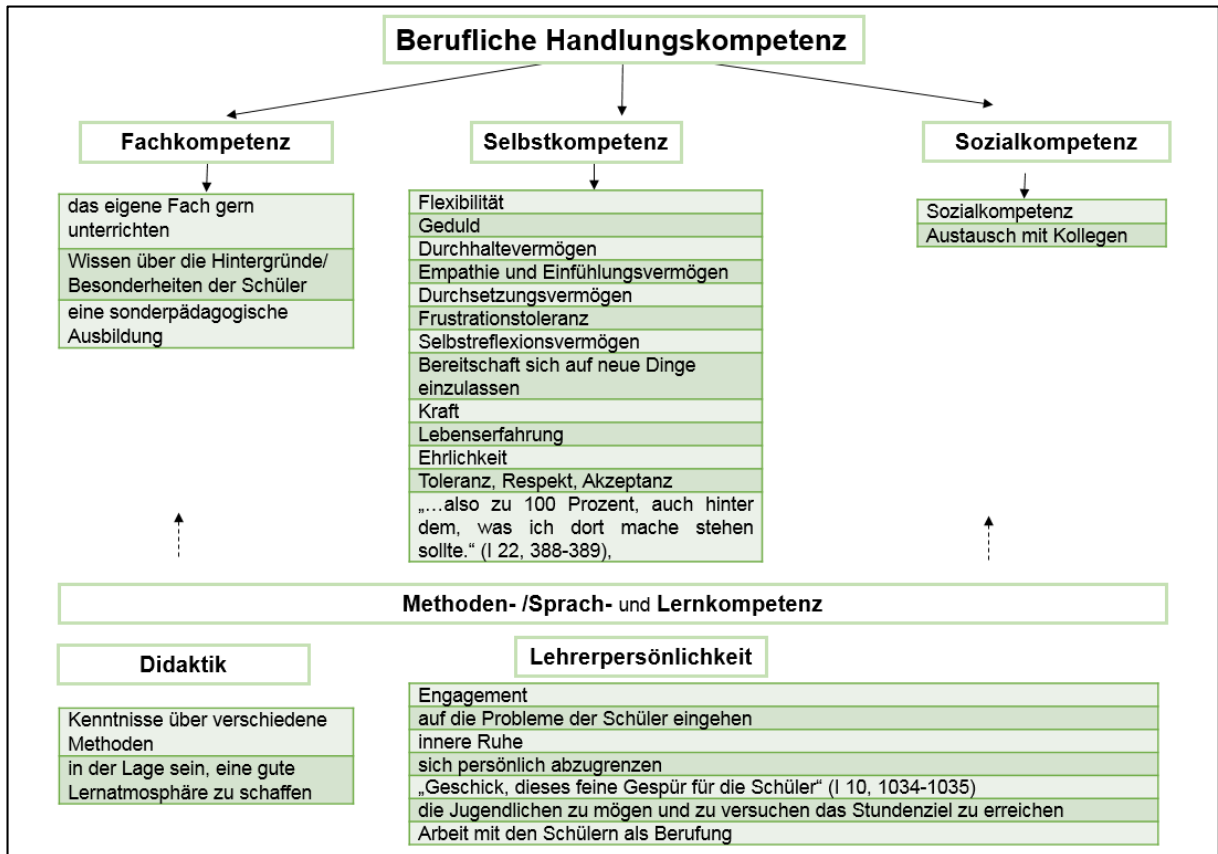 Berufliche Handlungskompetenz
Fachkompetenz
das eigene Fach gern
unterrichten
Wissen über die Hintergründe/
Besonderheiten der Schüler
eine sonderpädagogische
Ausbildung
Selbstkompetenz
Flexibilität
Geduld
Durchhaltevermögen
Empathie und Einfühlungsvermögen
Durchsetzungsvermögen
Frustrationstoleranz
Selbstreflexionsvermögen
Bereitschaft sich auf neue Dinge
einzulassen
Kraft
Lebenserfahrung
Ehrlichkeit
Toleranz, Respekt, Akzeptanz
„…also zu 100 Prozent, auch hinter
dem, was ich dort mache stehen
sollte.“ (I 22, 388-389),
Sozialkompetenz
Sozialkompetenz
Austausch mit Kollegen
Methoden- /Sprach- und Lernkompetenz
Didaktik
Kenntnisse über verschiedene
Methoden
in der Lage sein, eine gute
Lernatmosphäre zu schaffen
Lehrerpersönlichkeit
Engagement
auf die Probleme der Schüler eingehen
innere Ruhe
sich persönlich abzugrenzen
„Geschick, dieses feine Gespür für die Schüler“ (I 10, 1034-1035)
die Jugendlichen zu mögen und zu versuchen das Stundenziel zu erreichen
Arbeit mit den Schülern als Berufung